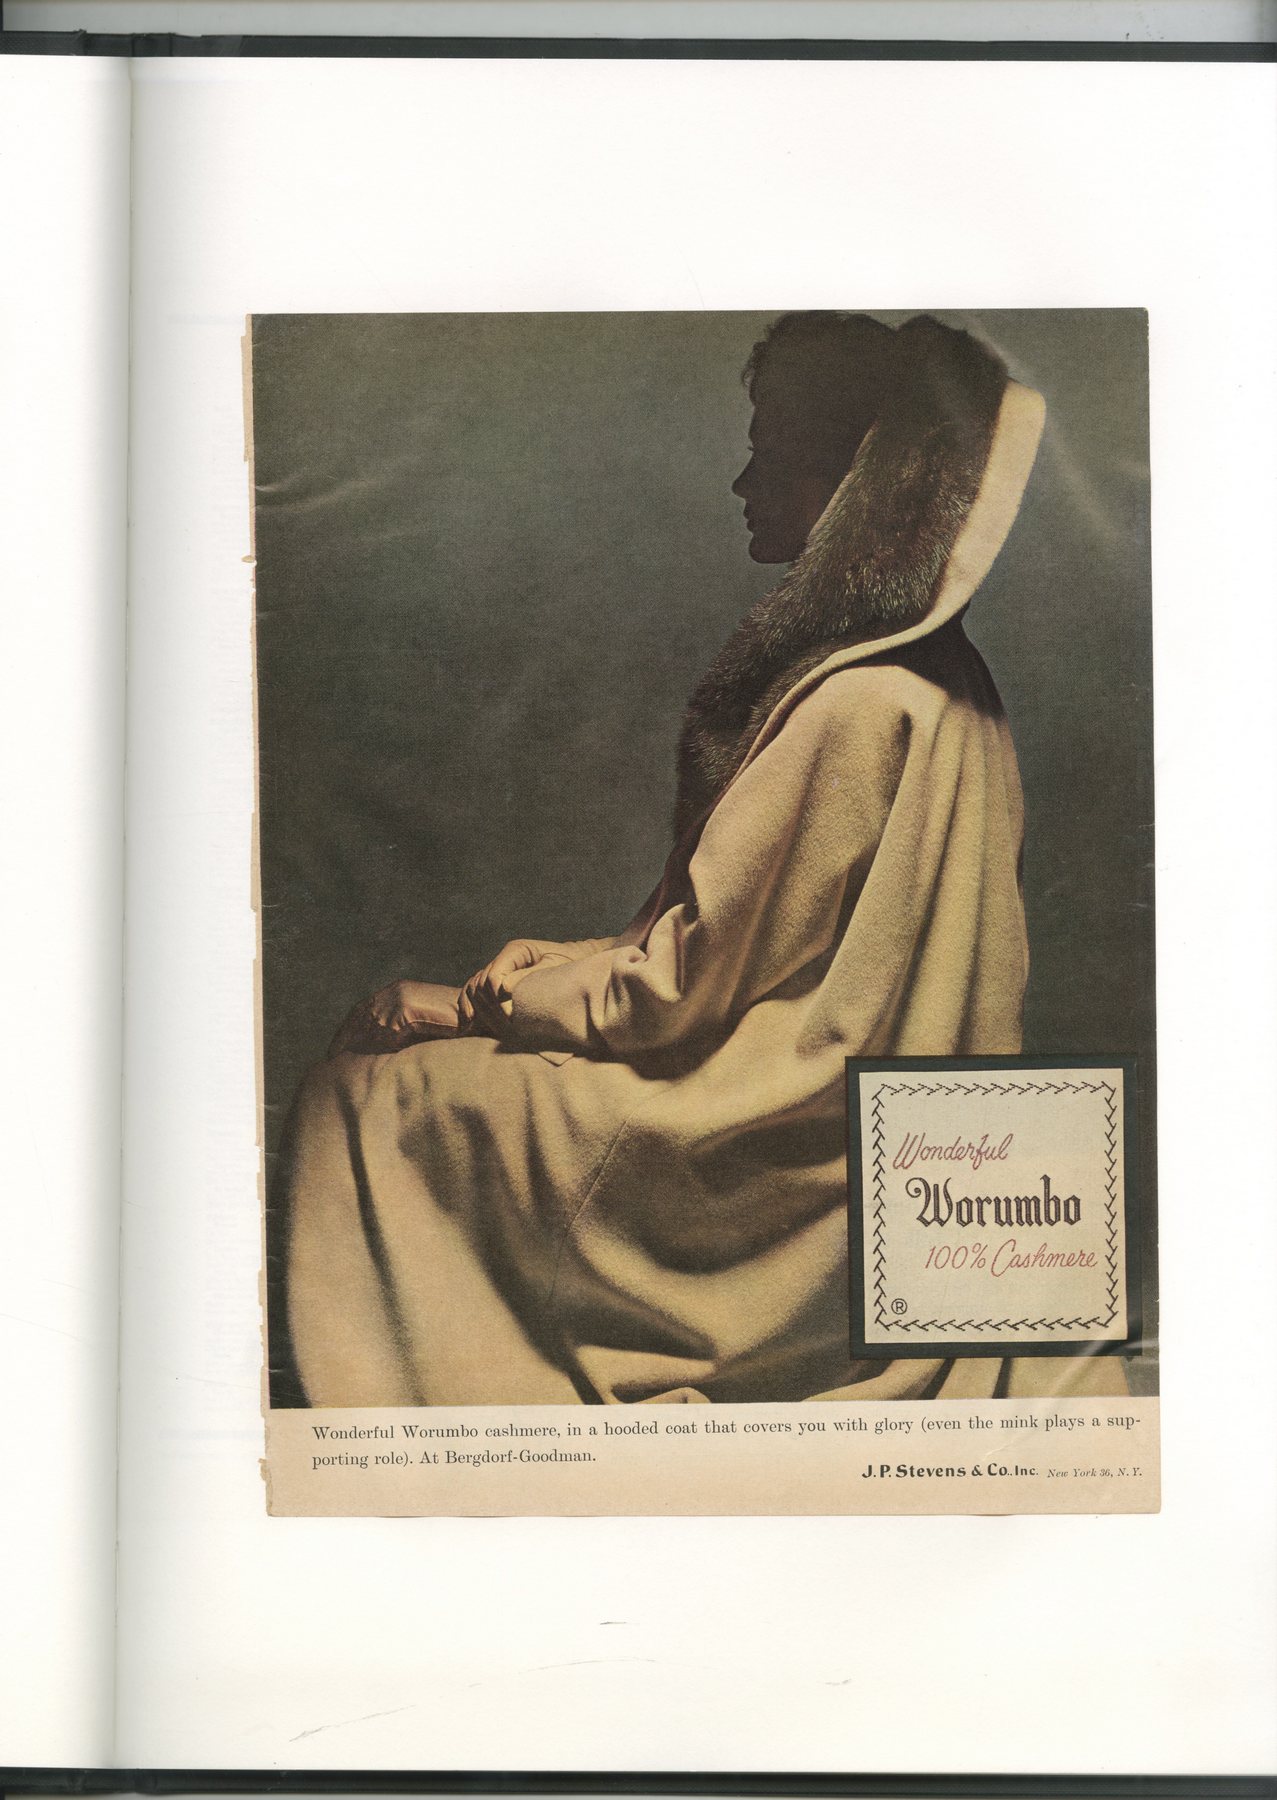 Wonderful
Worumbo
100% Cashmere
®
Wonderful Worumbo cashmere, in a hooded coat that covers you with glory (even the mink plays a sup-
porting role). At Bergdorf-Goodman.
J.P. Stevens & Co., Inc. New York 36, N. Y.